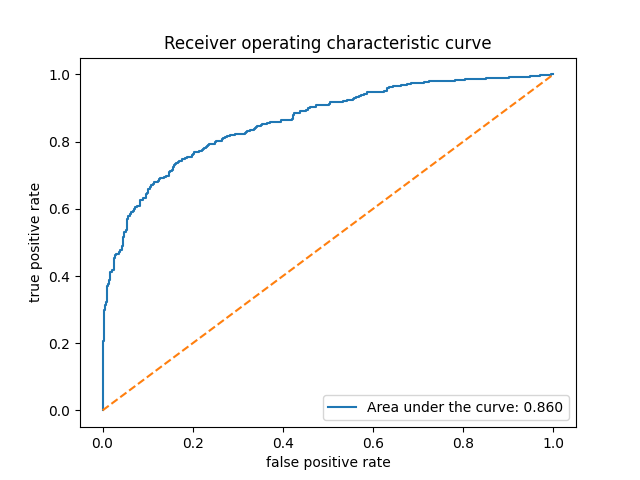 Receiver operating characteristic curve
true positive rate
1.0
0.8
0.6
0.4
0.2
0.0
Area under the curve: 0.860
0.0 0.2 0.4 0.6 0.8 1.0
false positive rate